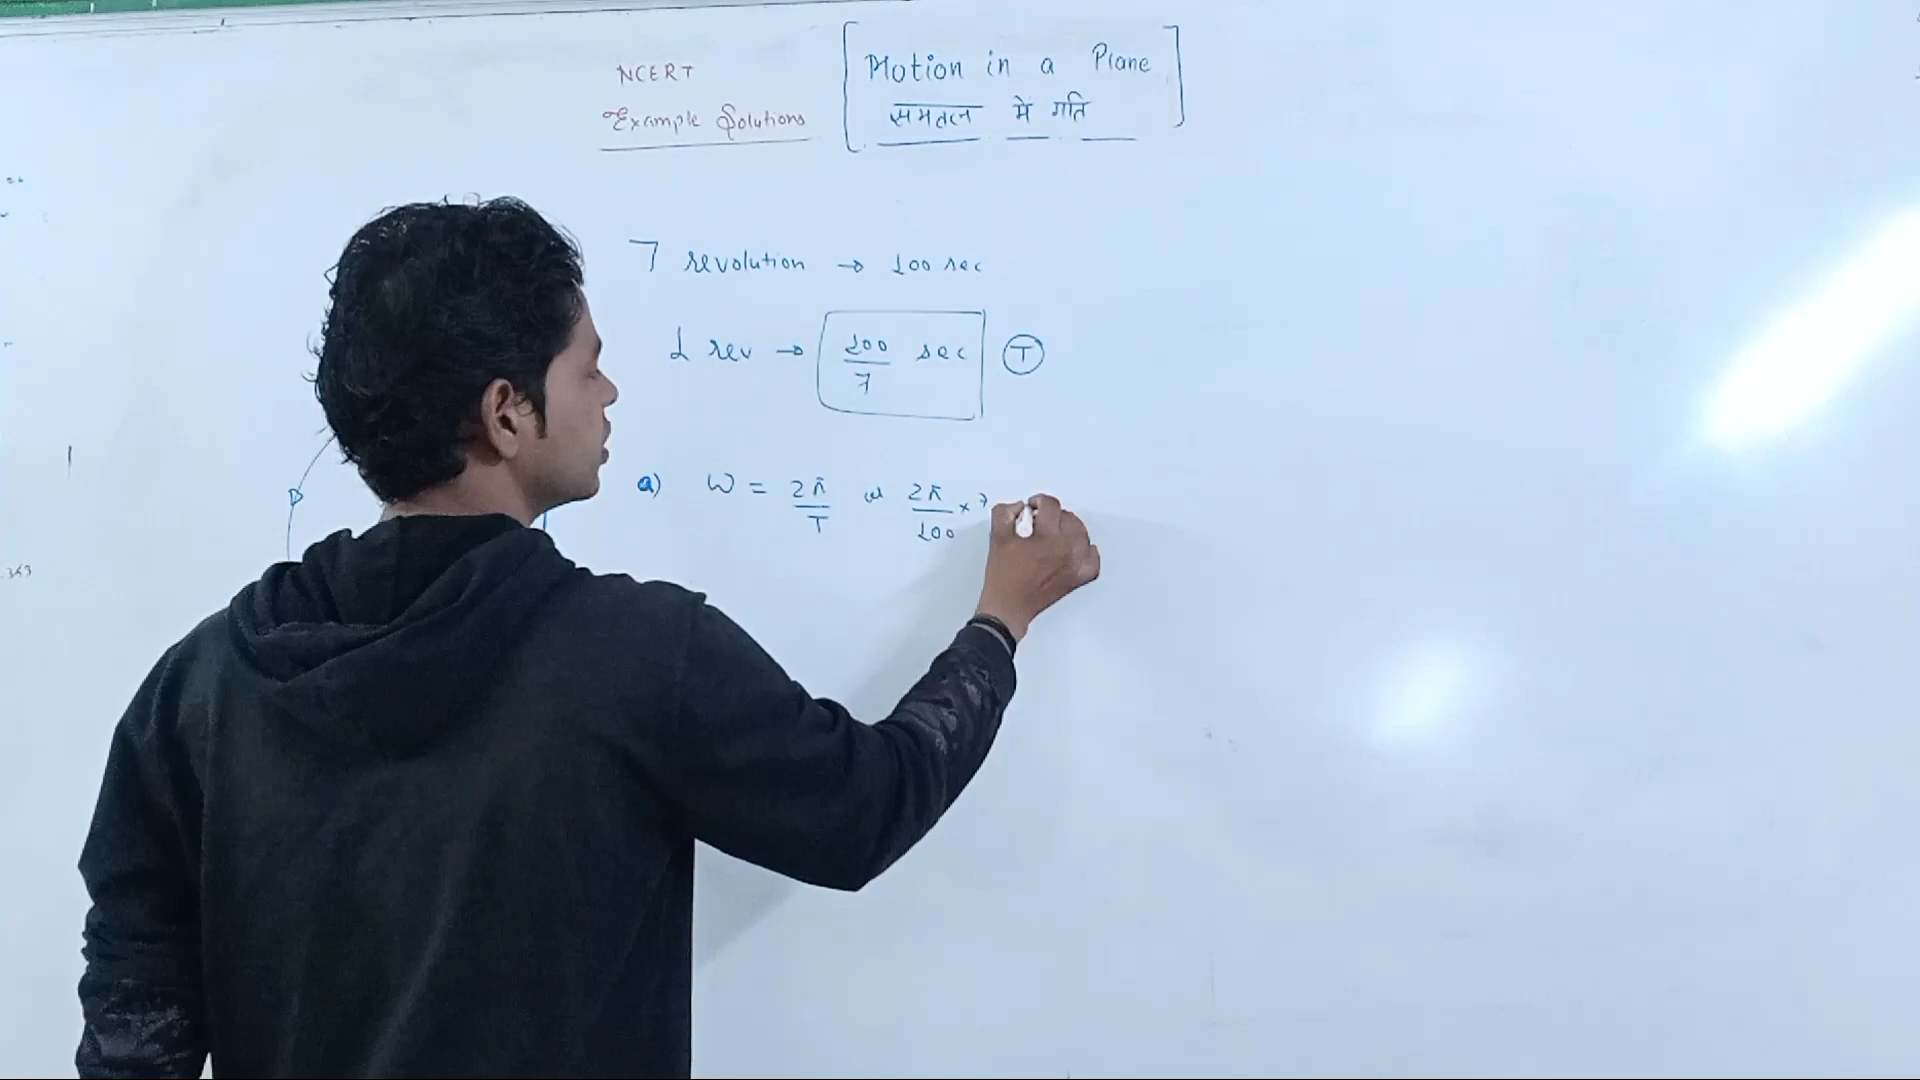 NCERT
Example Solutions
Motion in a Plane
समतल में गति
7 revolution → 100 sec
1 rev → 100/7 sec T
a) ω = 2π/T 2π/100 × 7